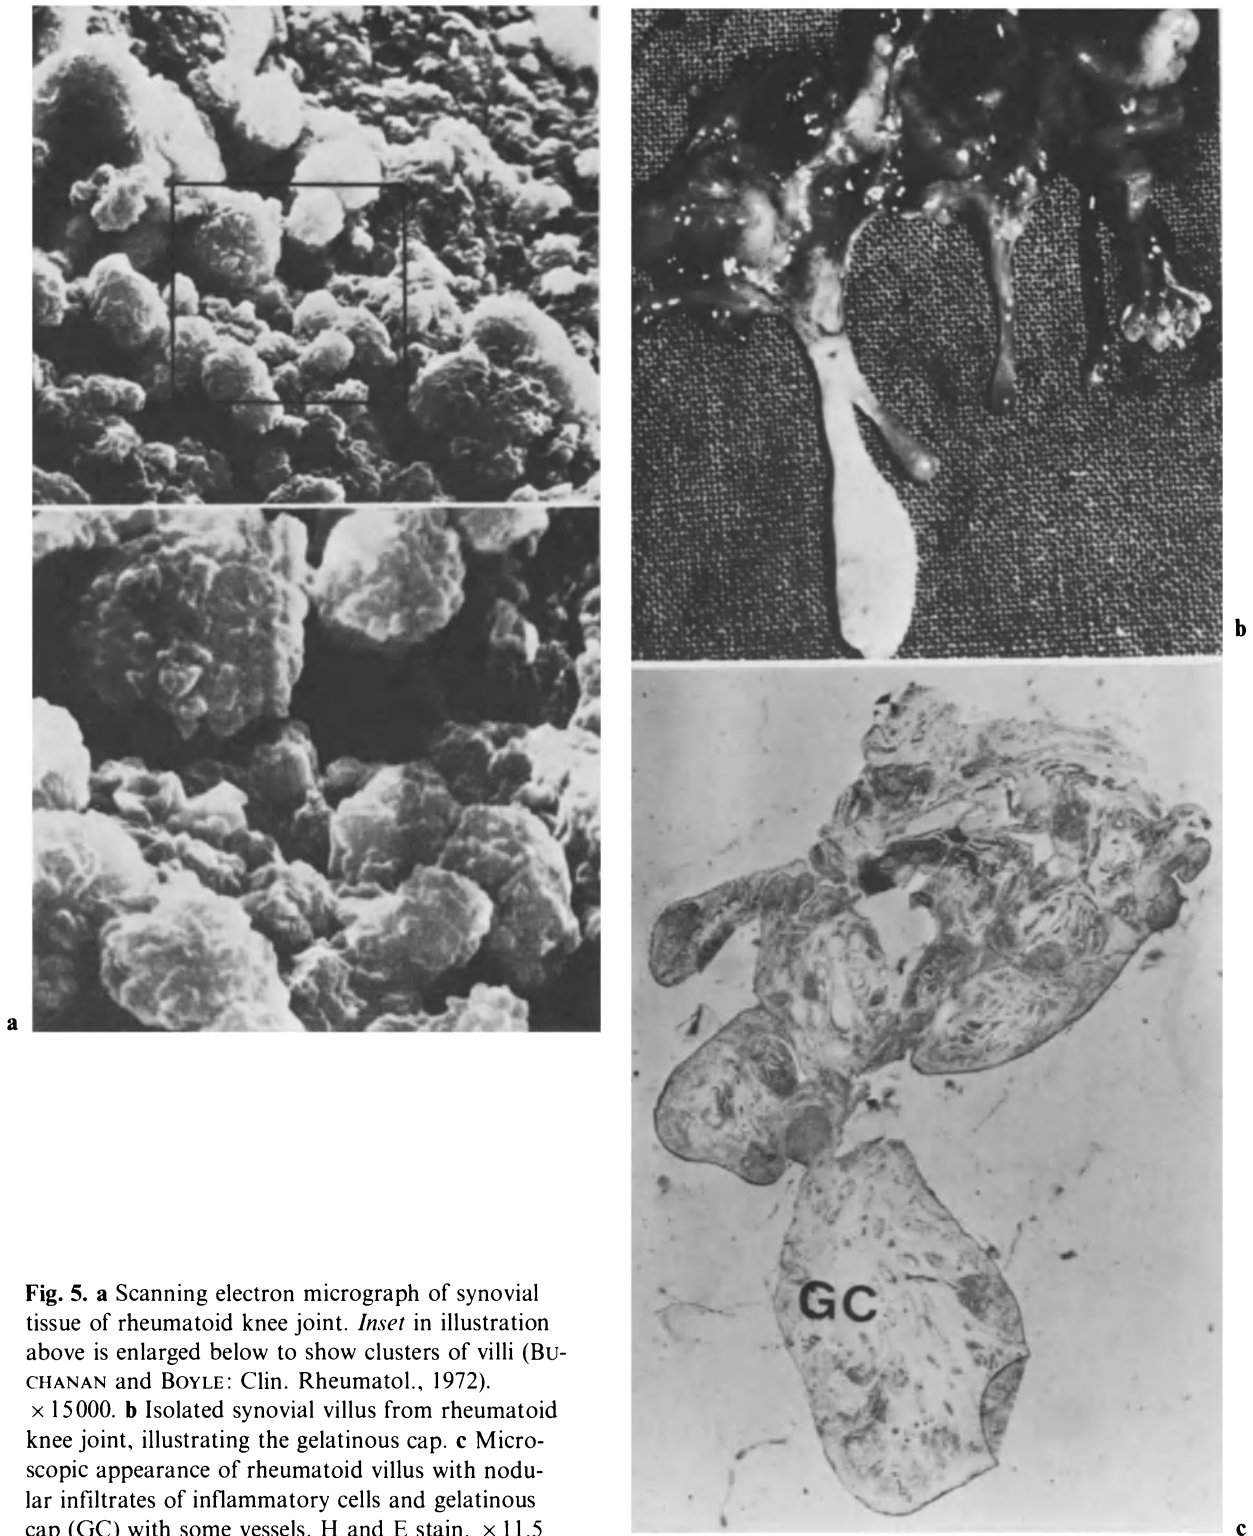 a
b
GC
c
Fig. 5. a Scanning electron micrograph of synovial
tissue of rheumatoid knee joint. Inset in illustration
above is enlarged below to show clusters of villi (BU-
CHANAN and BOYLE: Clin. Rheumatol., 1972).
× 15000. b Isolated synovial villus from rheumatoid
knee joint, illustrating the gelatinous cap. c Micro-
scopic appearance of rheumatoid villus with nodu-
lar infiltrates of inflammatory cells and gelatinous
cap (GC) with some vessels. H and E stain. × 11.5